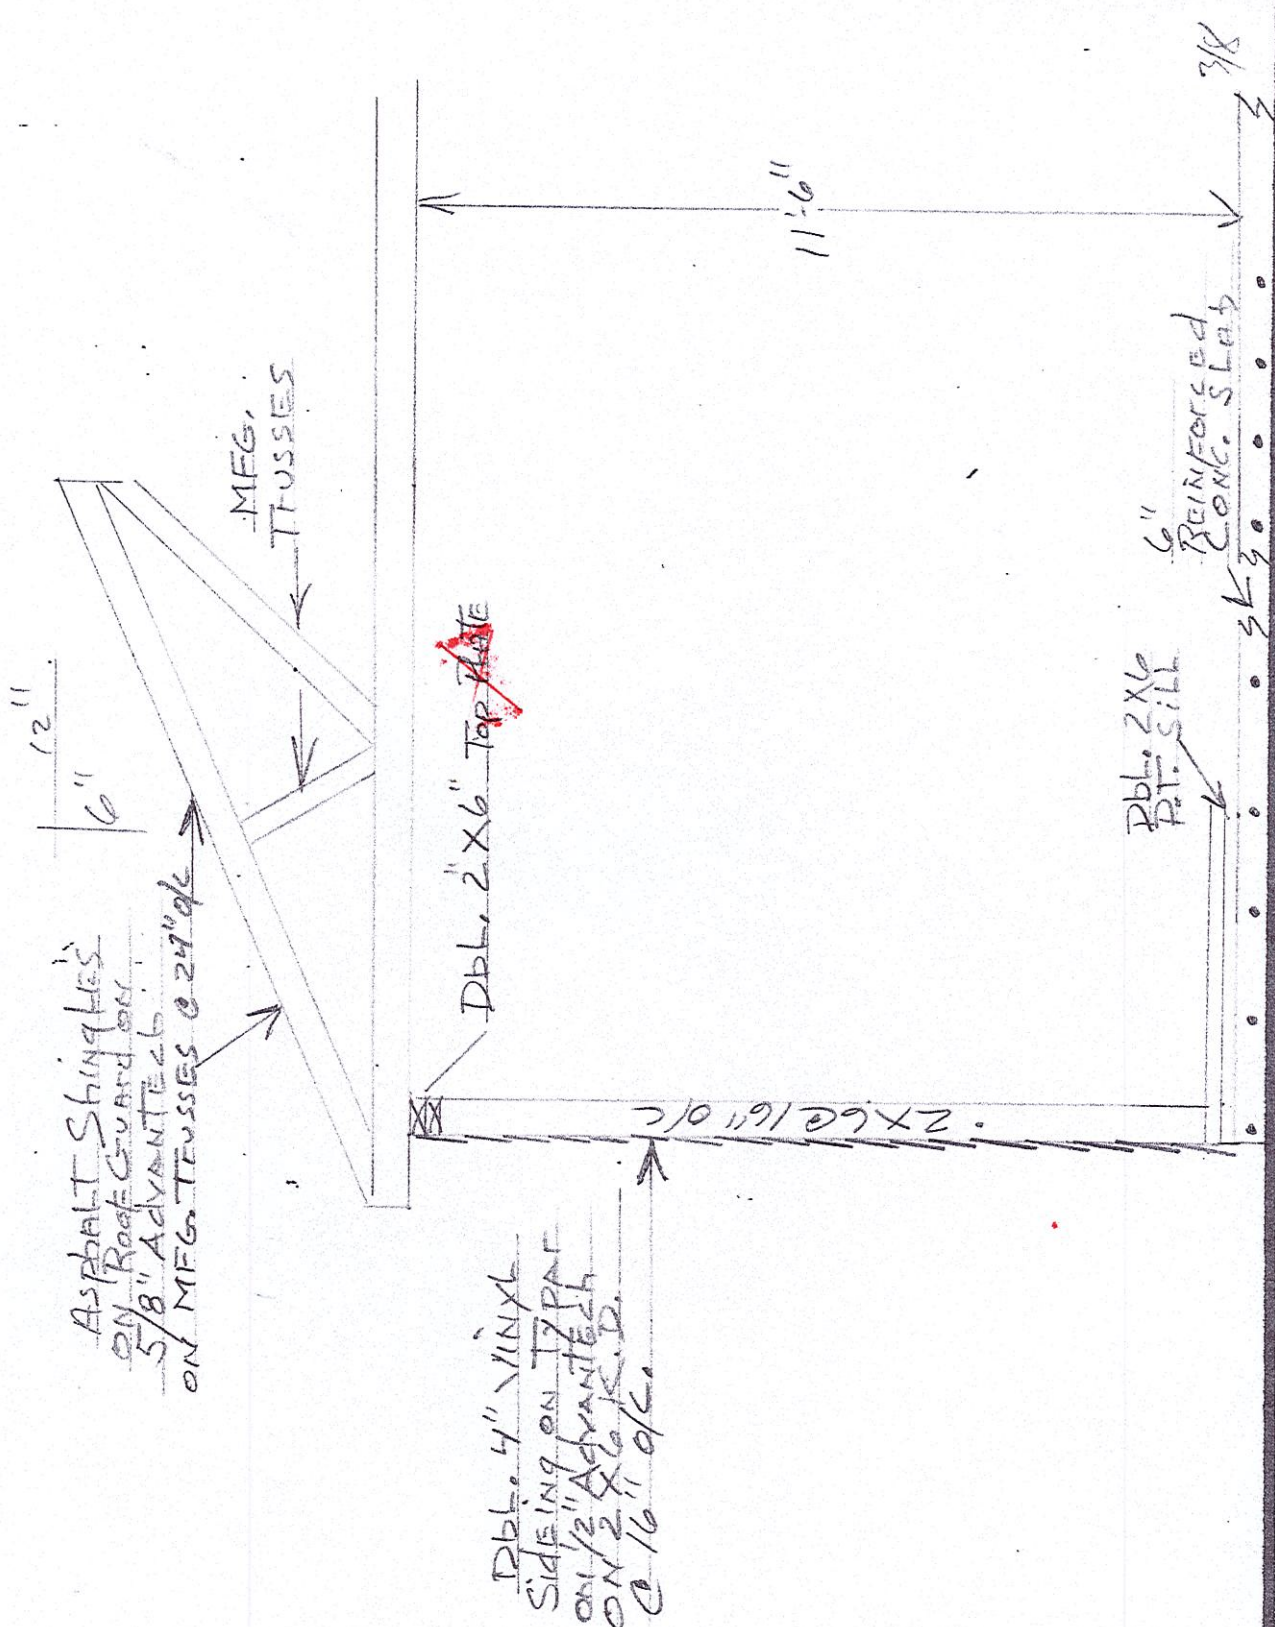 12"
6"
Asphalt Shingles
ON Roof Guard ON
5/8" AdvanTech
ON MFG. Trusses @ 24" o/c
MFG.
Trusses
Dbl. 2"X6" Top Plate
11'-6"
2X6@16" O/C
Dbl. 4" Vinyl
Sideing on Typar
on 1/2" AdvanTech
on 2X6 K.D.
@ 16" o/c.
Dbl. 2X6
P.T. Sill
6"
Reinforced
Conc. Slab
3/8